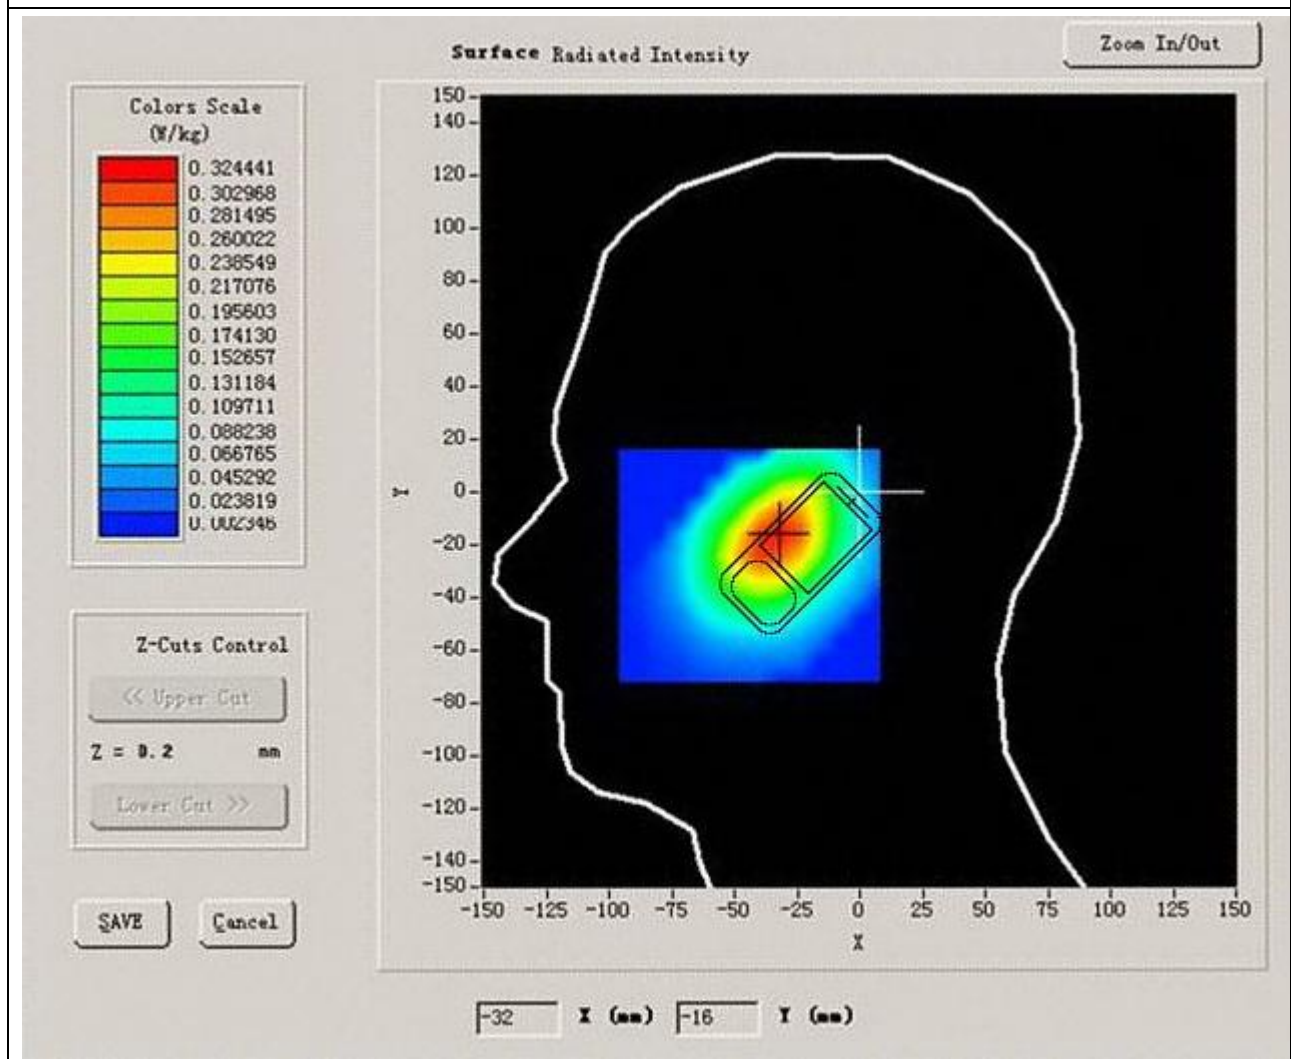 Surface Radiated Intensity
Zoom In/Out
Colors Scale
(W/kg)
0.324441
0.302968
0.281495
0.260022
0.238549
0.217076
0.195603
0.174130
0.152657
0.131184
0.109711
0.088238
0.066765
0.045292
0.023819
0.002346
Z-Cuts Control
<< Upper Cut
Z = 0.2 mm
Lower Cut >>
SAVE
Cancel
150
140
120
100
80
60
40
20
0
-20
-40
-60
-80
-100
-120
-140
-150
Y
-150 -125 -100 -75 -50 -25 0 25 50 75 100 125 150
X
-32 X (mm) -16 Y (mm)